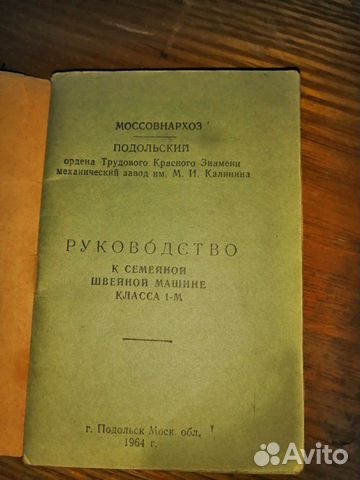 МОССОВНАРХОЗ
ПОДОЛЬСКИЙ
ордена Трудового Красного Знамени
механический завод им. М. И. Калинина
РУКОВОДСТВО
К СЕМЕЙНОЙ
ШВЕЙНОЙ МАШИНЕ
КЛАССА 1-М
г. Подольск Моск. обл,
1964 г.
Avito